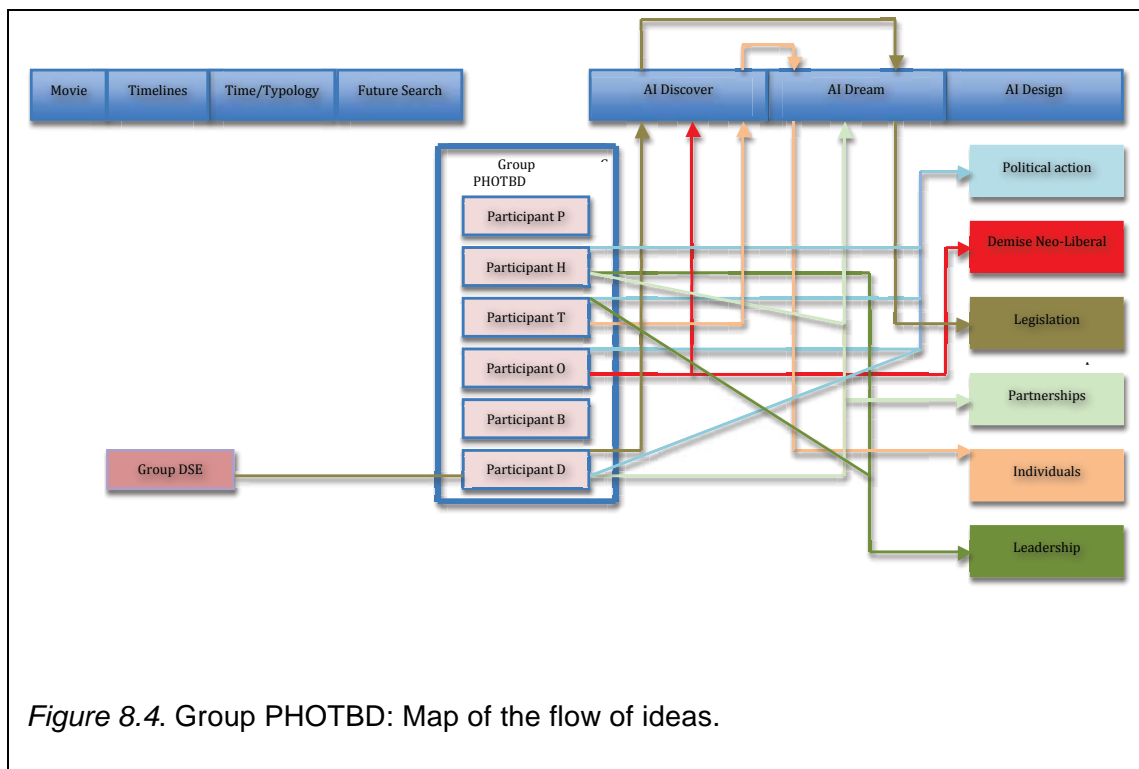 Movie
Timelines
Time/Typology
Future Search
AI Discover
AI Dream
AI Design
Group
PHOTBD
Participant P
Participant H
Participant T
Participant O
Participant B
Participant D
Group DSE
Political action
Demise Neo-Liberal
Legislation
Partnerships
Individuals
Leadership
Figure 8.4. Group PHOTBD: Map of the flow of ideas.